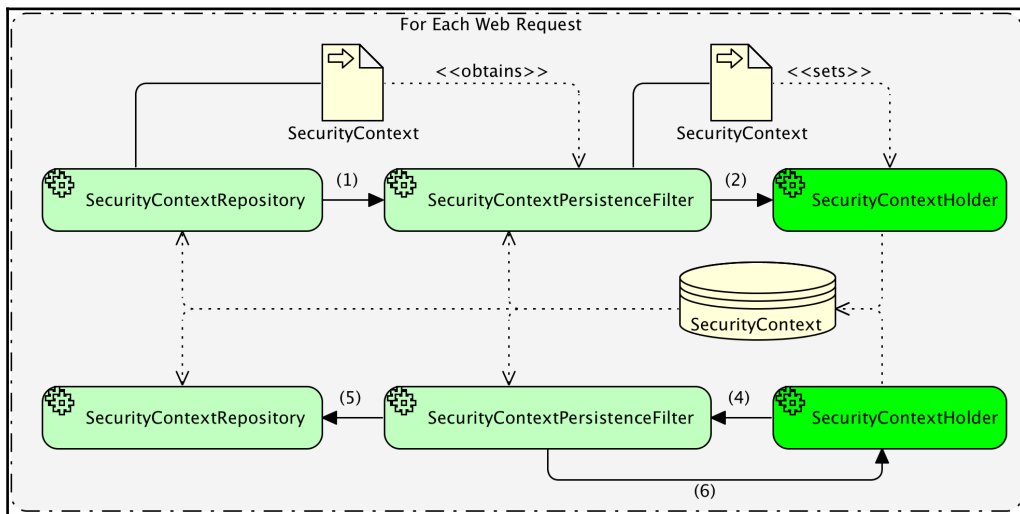 For Each Web Request
<<obtains>>
<<sets>>
SecurityContext
SecurityContext
(1)
(2)
SecurityContextRepository
SecurityContextPersistenceFilter
SecurityContextHolder
SecurityContext
(5)
(4)
SecurityContextRepository
SecurityContextPersistenceFilter
SecurityContextHolder
(6)